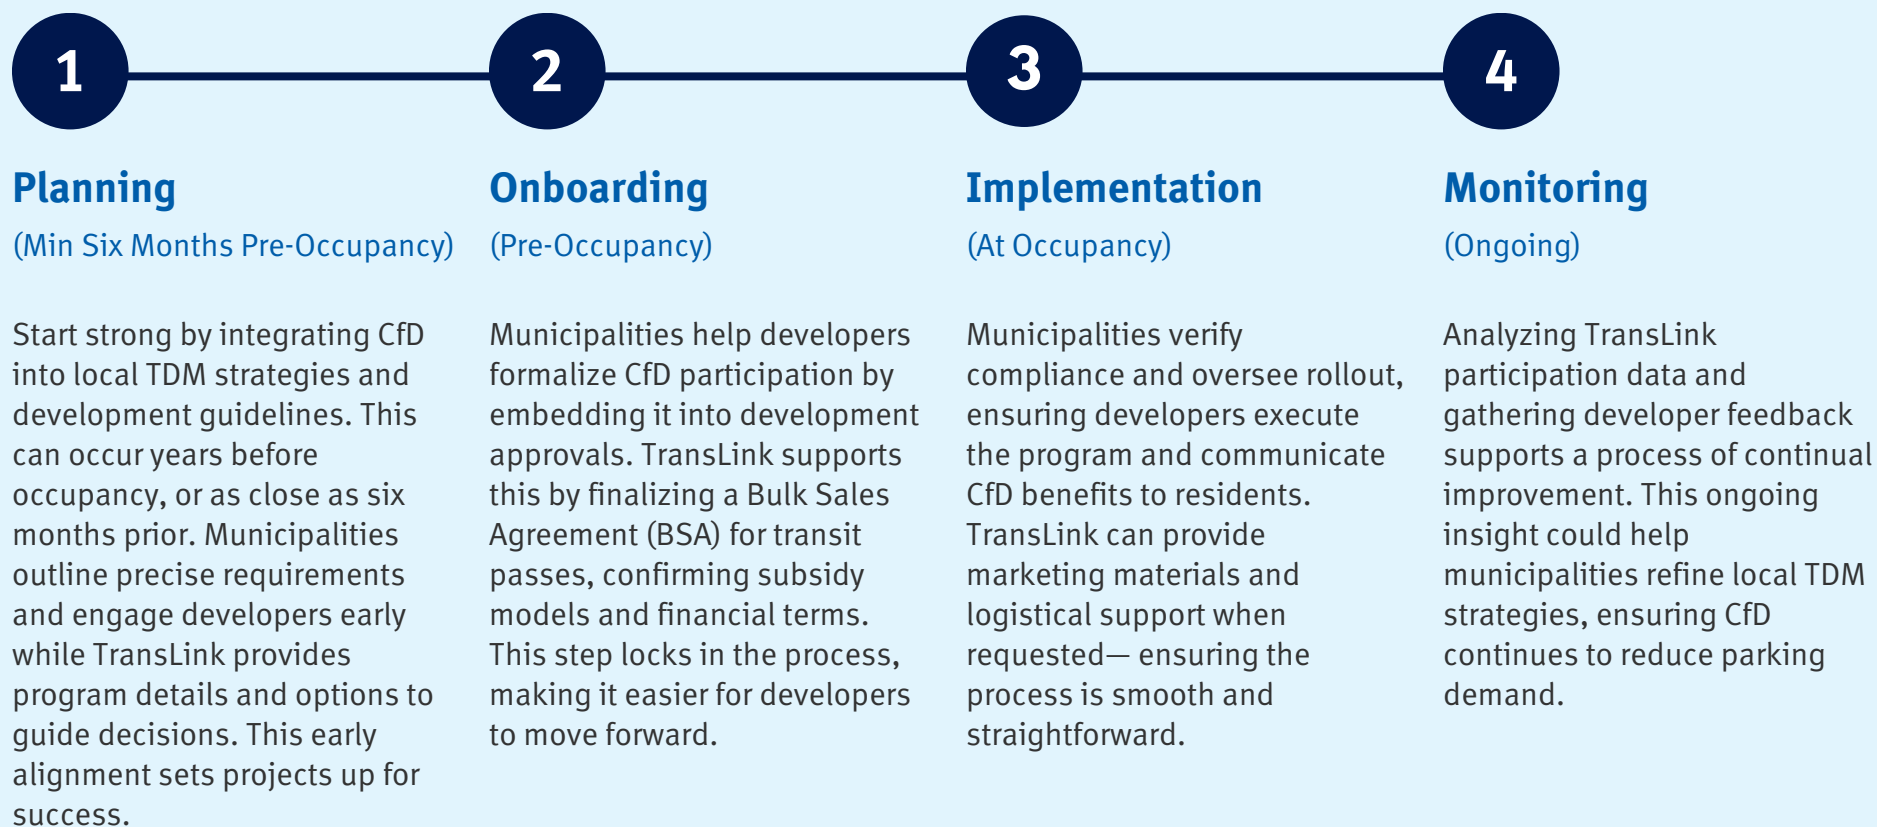 1
Planning
(Min Six Months Pre-Occupancy)
Start strong by integrating CfD
into local TDM strategies and
development guidelines. This
can occur years before
occupancy, or as close as six
months prior. Municipalities
outline precise requirements
and engage developers early
while TransLink provides
program details and options to
guide decisions. This early
alignment sets projects up for
success.
2
Onboarding
(Pre-Occupancy)
Municipalities help developers
formalize CfD participation by
embedding it into development
approvals. TransLink supports
this by finalizing a Bulk Sales
Agreement (BSA) for transit
passes, confirming subsidy
models and financial terms.
This step locks in the process,
making it easier for developers
to move forward.
3
Implementation
(At Occupancy)
Municipalities verify
compliance and oversee rollout,
ensuring developers execute
the program and communicate
CfD benefits to residents.
TransLink can provide
marketing materials and
logistical support when
requested— ensuring the
process is smooth and
straightforward.
4
Monitoring
(Ongoing)
Analyzing TransLink
participation data and
gathering developer feedback
supports a process of continual
improvement. This ongoing
insight could help
municipalities refine local TDM
strategies, ensuring CfD
continues to reduce parking
demand.